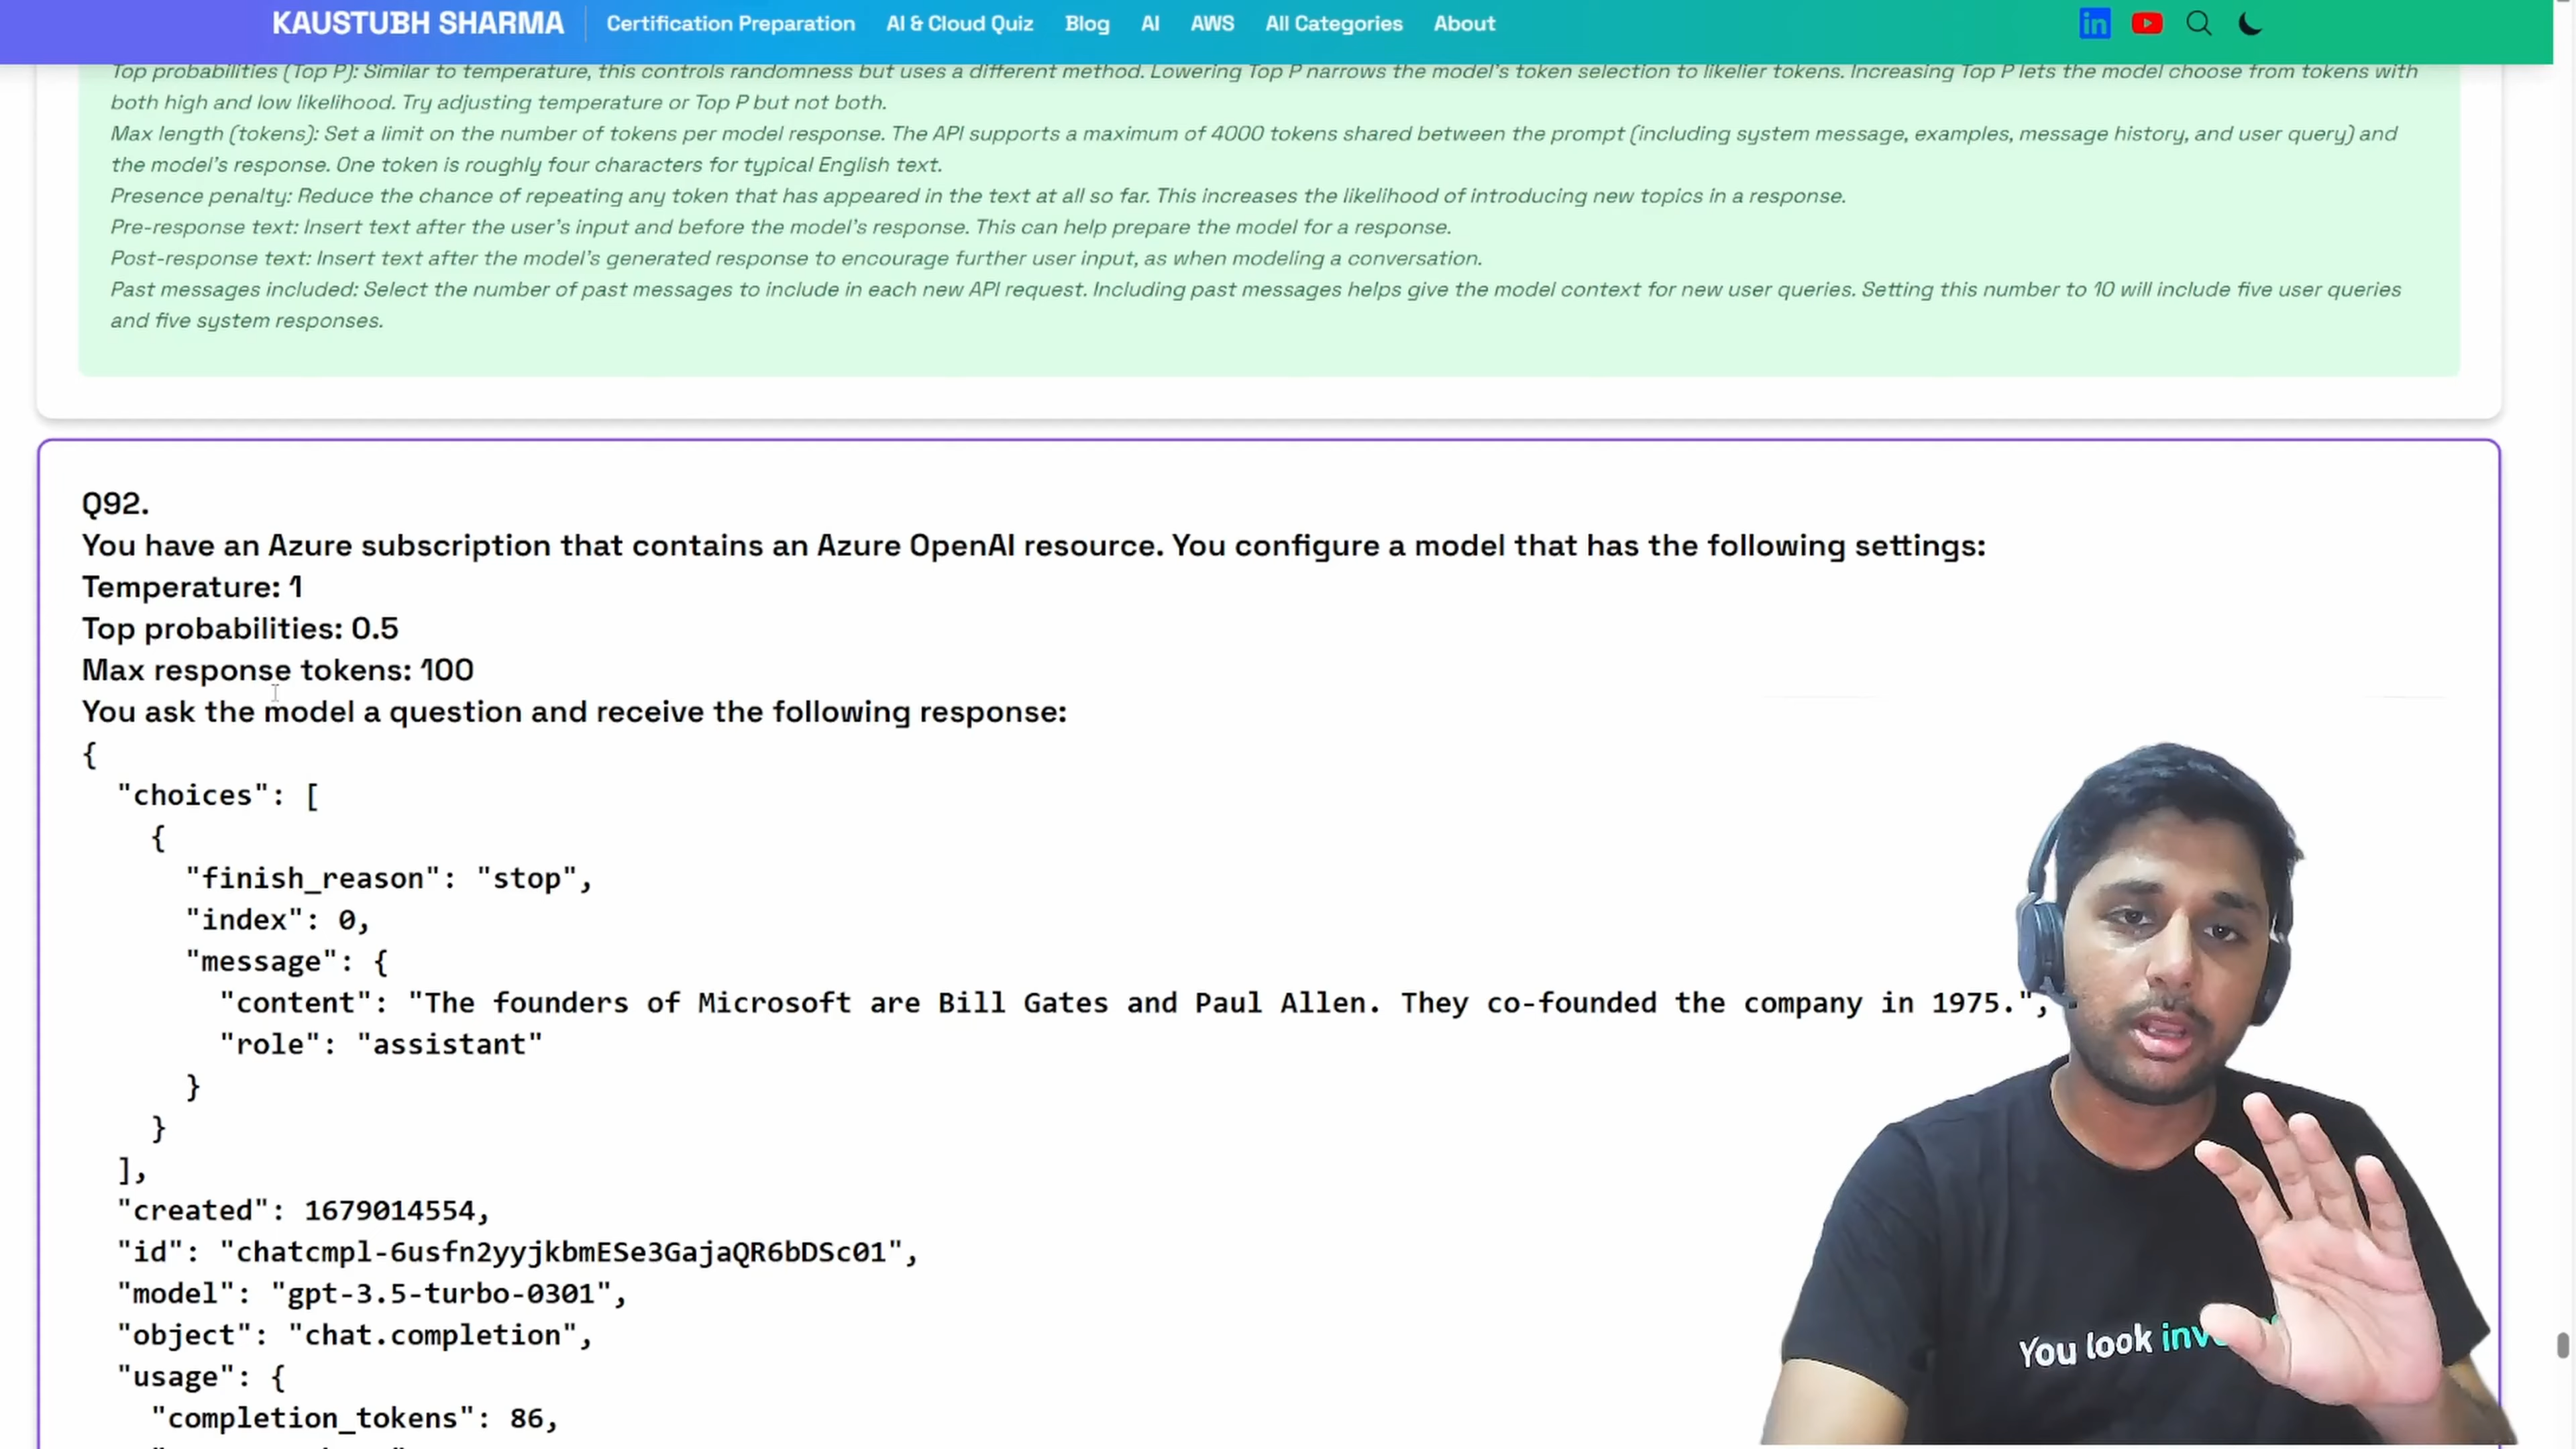 KAUSTUBH SHARMA
Certification Preparation
AI & Cloud Quiz
Blog
AI
AWS
All Categories
About
in
Top probabilities (Top P): Similar to temperature, this controls randomness but uses a different method. Lowering Top P narrows the model's token selection to likelier tokens. Increasing Top P lets the model choose from tokens with
both high and low likelihood. Try adjusting temperature or Top P but not both.
Max length (tokens): Set a limit on the number of tokens per model response. The API supports a maximum of 4000 tokens shared between the prompt (including system message, examples, message history, and user query) and
the model's response. One token is roughly four characters for typical English text.
Presence penalty: Reduce the chance of repeating any token that has appeared in the text at all so far. This increases the likelihood of introducing new topics in a response.
Pre-response text: Insert text after the user's input and before the model's response. This can help prepare the model for a response.
Post-response text: Insert text after the model's generated response to encourage further user input, as when modeling a conversation.
Past messages included: Select the number of past messages to include in each new API request. Including past messages helps give the model context for new user queries. Setting this number to 10 will include five user queries
and five system responses.
Q92.
You have an Azure subscription that contains an Azure OpenAI resource. You configure a model that has the following settings:
Temperature: 1
Top probabilities: 0.5
Max response tokens: 100
You ask the model a question and receive the following response:
{
"choices": [
{
"finish_reason": "stop",
"index": 0,
"message": {
"content": "The founders of Microsoft are Bill Gates and Paul Allen. They co-founded the company in 1975.",
"role": "assistant"
}
}
],
"created": 1679014554,
"id": "chatcmpl-6usfn2yyjkbmESe3GajaQR6bDSc01",
"model": "gpt-3.5-turbo-0301",
"object": "chat.completion",
"usage": {
"completion_tokens": 86,
You look